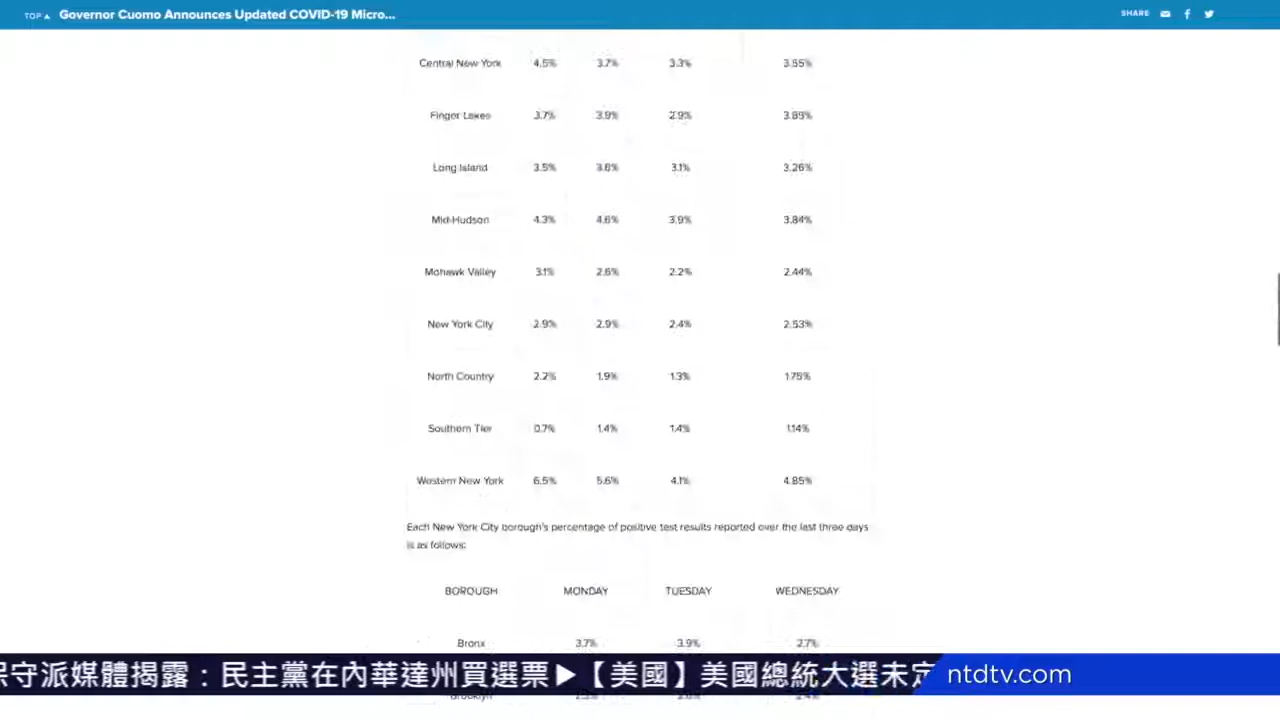 TOP ▲ Governor Cuomo Announces Updated COVID-19 Micro... SHARE
Central New York 4.5% 3.7% 3.3% 3.55%
Finger Lakes 3.7% 3.9% 2.9% 3.89%
Long Island 3.5% 3.6% 3.1% 3.26%
Mid-Hudson 4.3% 4.6% 3.9% 3.84%
Mohawk Valley 3.1% 2.6% 2.2% 2.44%
New York City 2.9% 2.9% 2.4% 2.53%
North Country 2.2% 1.9% 1.3% 1.75%
Southern Tier 0.7% 1.4% 1.4% 1.14%
Western New York 6.5% 5.6% 4.1% 4.85%
Each New York City borough's percentage of positive test results reported over the last three days
is as follows:
BOROUGH MONDAY TUESDAY WEDNESDAY
Bronx 3.7% 3.9% 2.7%
保守派媒體揭露：民主黨在內華達州買選票▶【美國】美國總統大選未定 ntdtv.com
Brooklyn